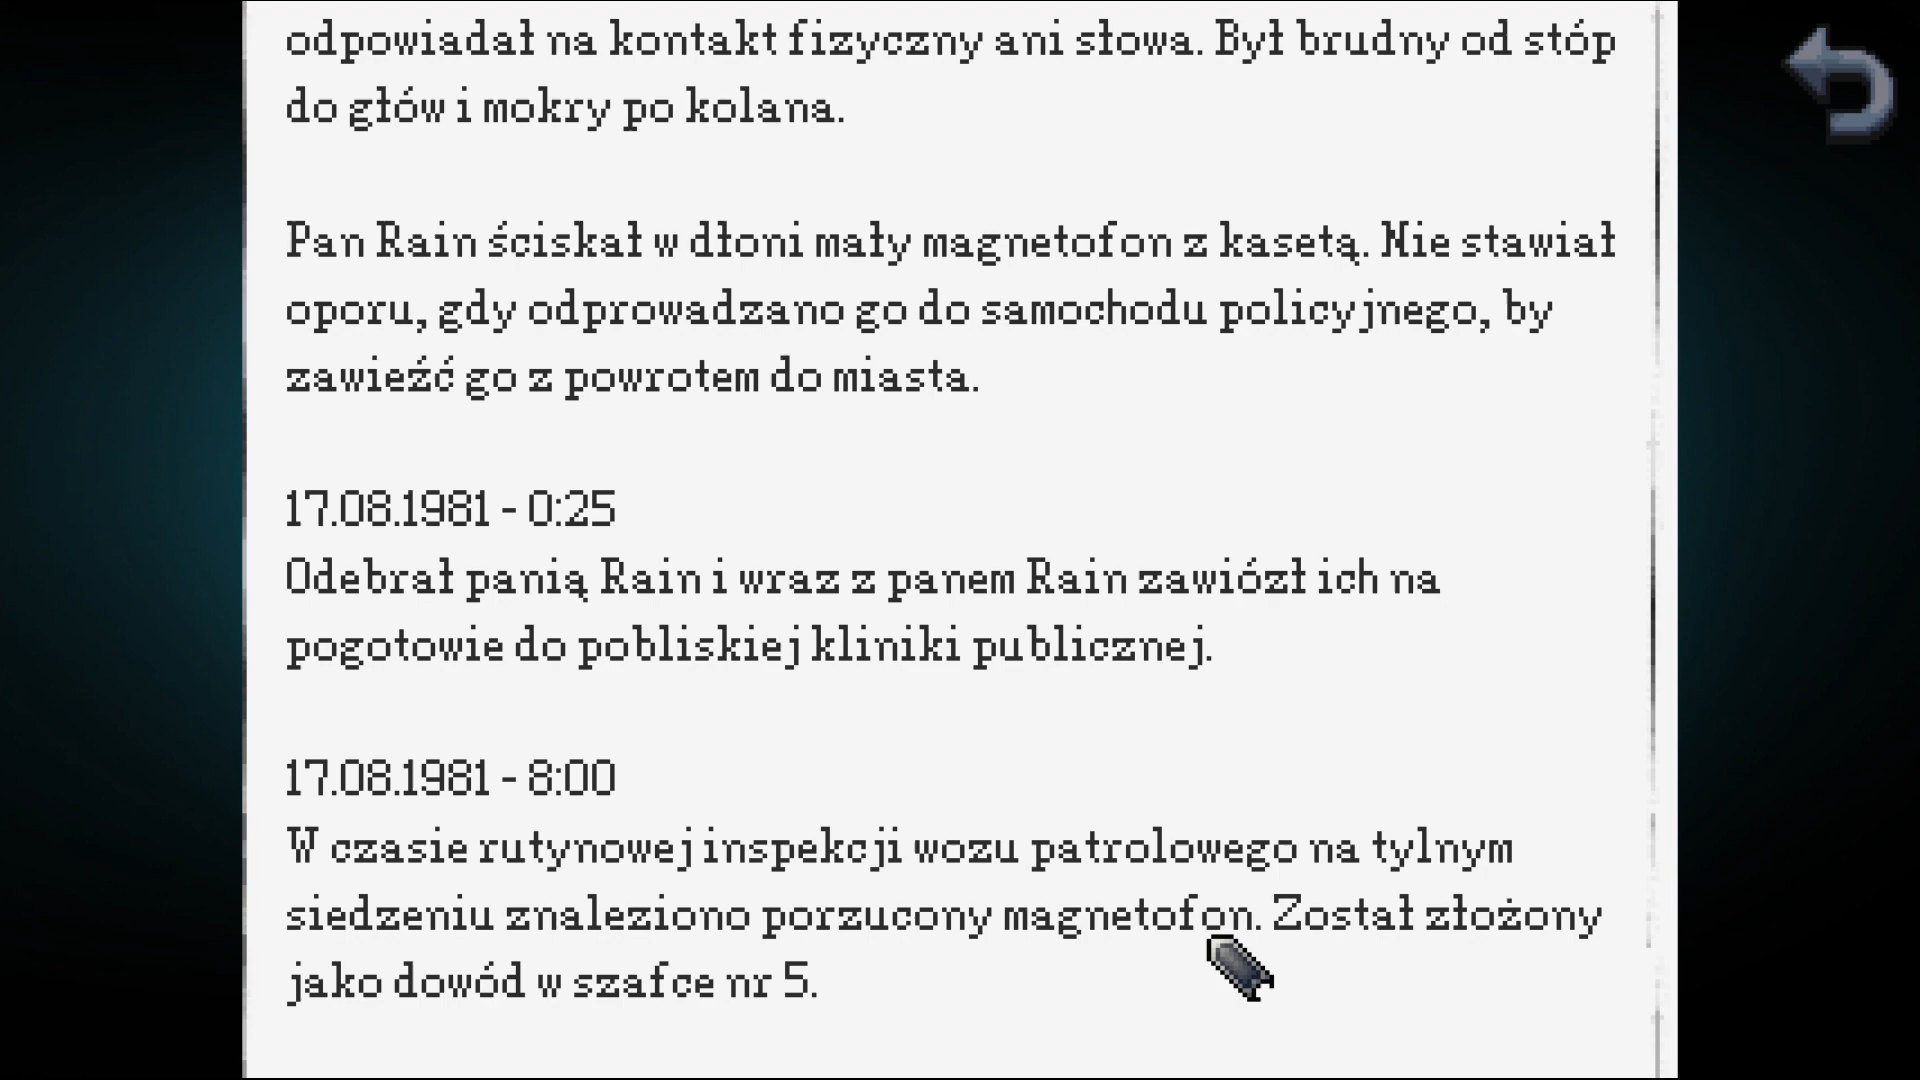 odpowiadał na kontakt fizyczny ani słowa. Był brudny od stóp
do głów i mokry po kolana.
Pan Rain ściskał w dłoni mały magnetofon z kasetą. Nie stawiał
oporu, gdy odprowadzano go do samochodu policyjnego, by
zawieźć go z powrotem do miasta.
17.08.1981 - 0:25
Odebrał panią Rain i wraz z panem Rain zawiózł ich na
pogotowie do pobliskiej kliniki publicznej.
17.08.1981 - 8:00
W czasie rutynowej inspekcji wozu patrolowego na tylnym
siedzeniu znaleziono porzucony magnetofon. Został złożony
jako dowód w szafce nr 5.